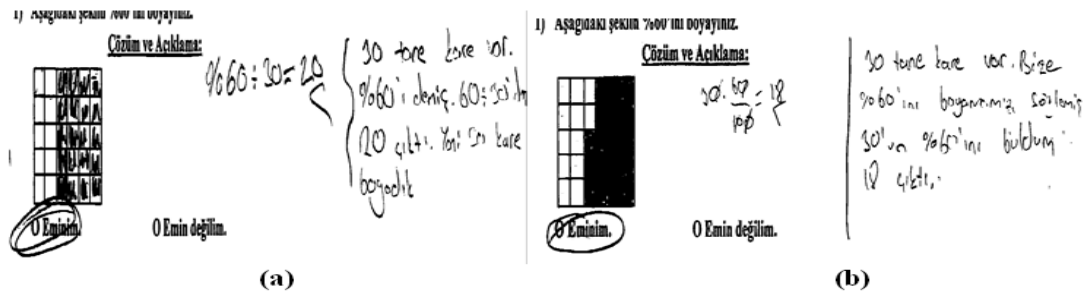 1) Aşağıdaki şeklin %60'ını boyayınız.
Çözüm ve Açıklama:
%60÷30=20
30 tane kare var.
%60'ı demiş. 60÷30'dan
20 çıktı. Yani 20 kare
boyadık
O Eminim.
O Emin değilim.
(a)
1) Aşağıdaki şeklin %60'ını boyayınız.
Çözüm ve Açıklama:
30.60/100=18
30 tane kare var. Bize
%60'ını boyamamızı söylemiş
30'un %60'ını buldum
18 çıktı.
O Eminim.
O Emin değilim.
(b)